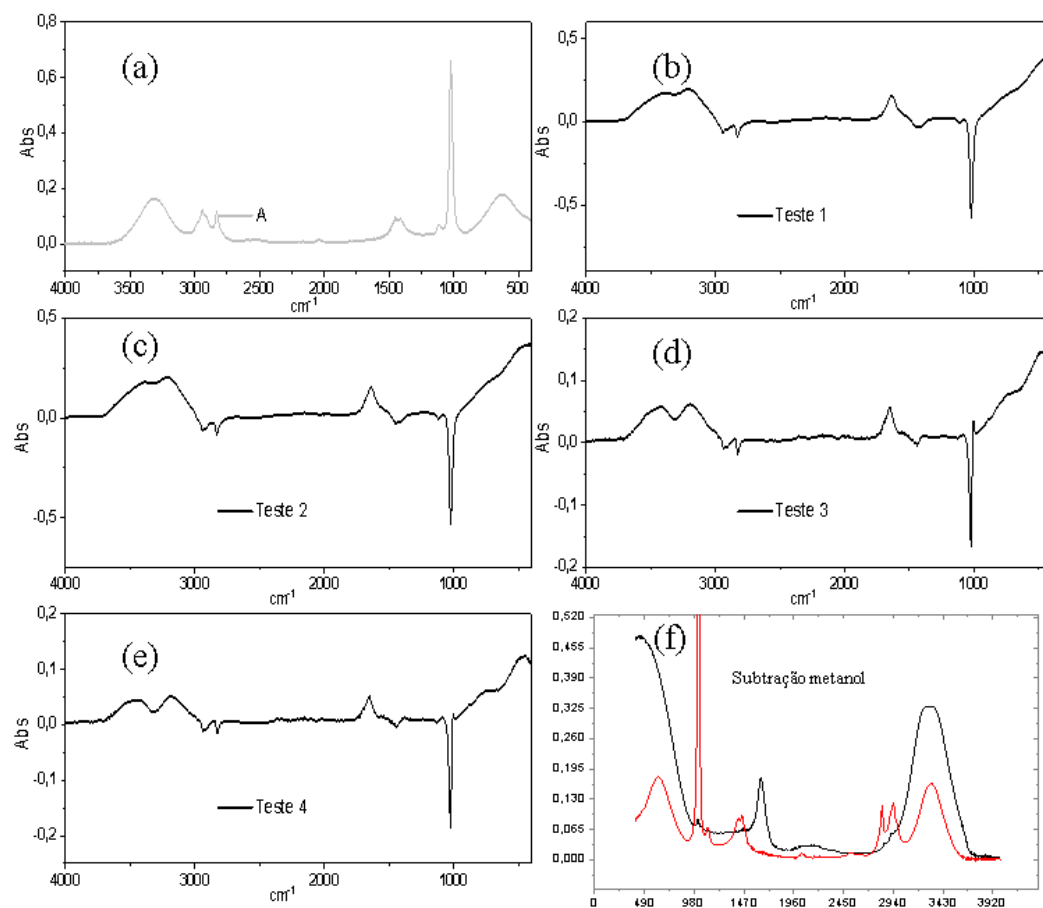 0,8
(a)
0,6
0,4
Abs
0,2
A
0,0
4000 3500 3000 2500 2000 1500 1000 500
cm-1
0,5
(b)
0,0
Abs
-0,5
Teste 1
4000 3000 2000 1000
cm-1
0,5
(c)
0,0
Abs
-0,5
Teste 2
4000 3000 2000 1000
cm-1
0,2
(d)
0,1
0,0
Abs
-0,1
Teste 3
-0,2
4000 3000 2000 1000
cm-1
0,2
(e)
0,1
0,0
Abs
-0,1
Teste 4
-0,2
4000 3000 2000 1000
cm-1
0,520
(f)
0,455
Subtração metanol
0,390
0,325
0,260
0,195
0,130
0,065
0,000
0 490 980 1470 1960 2450 2940 3430 3920